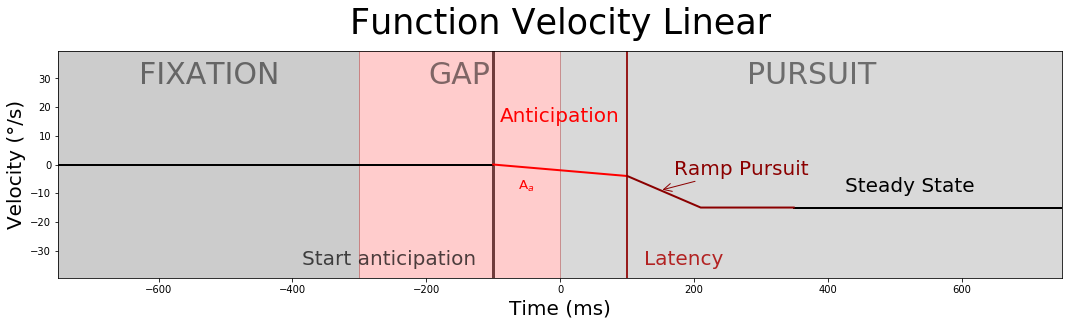 Function Velocity Linear
FIXATION GAP PURSUIT
Anticipation
Ramp Pursuit
A_a
Steady State
Start anticipation Latency
Velocity (°/s)
30
20
10
0
−10
−20
−30
−600 −400 −200 0 200 400 600
Time (ms)